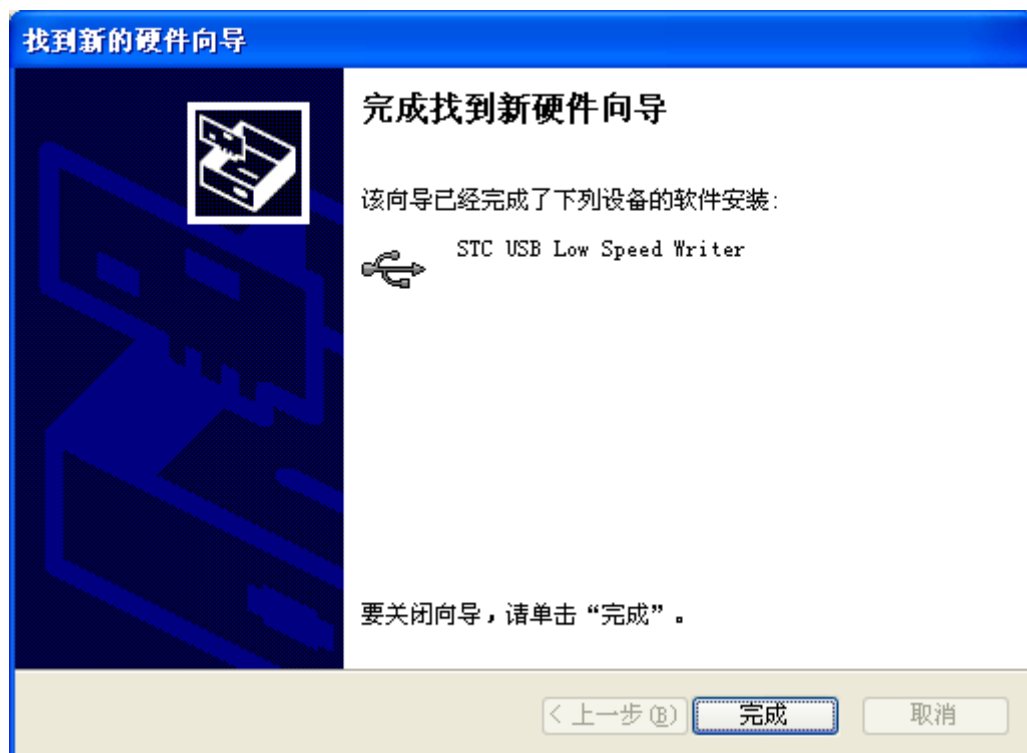 找到新的硬件向导
完成找到新硬件向导
该向导已经完成了下列设备的软件安装:
STC USB Low Speed Writer
要关闭向导，请单击“完成”。
< 上一步(B)
完成
取消